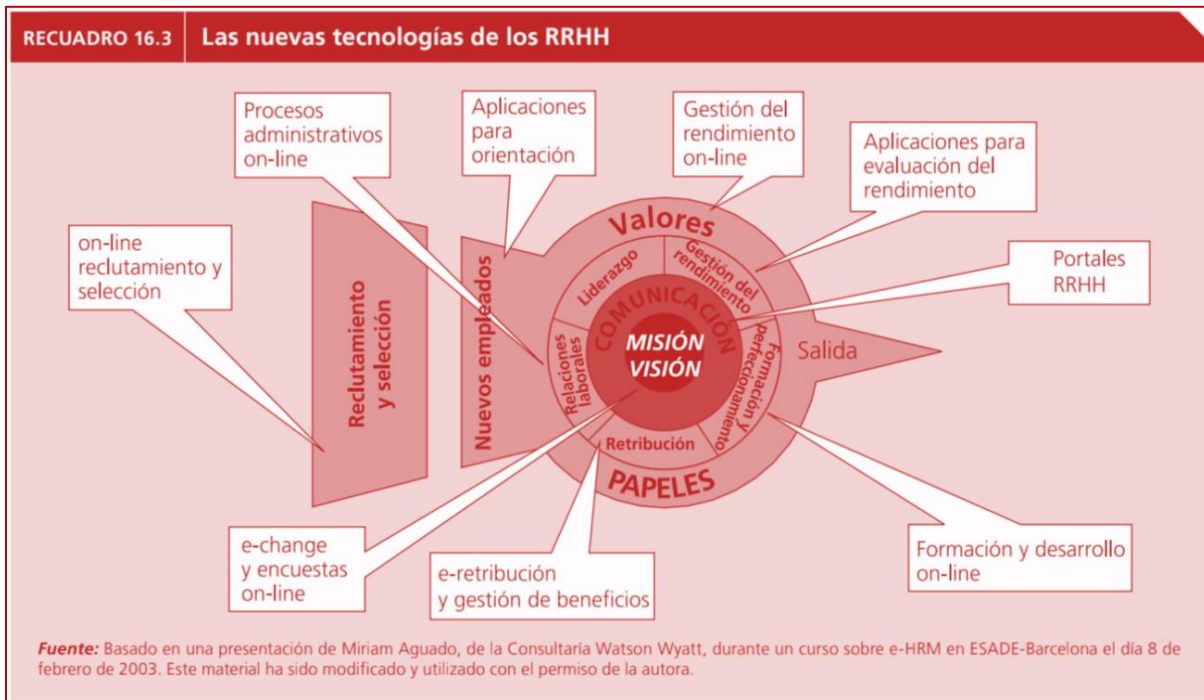 RECUADRO 16.3 Las nuevas tecnologías de los RRHH
Procesos
administrativos
on-line
Aplicaciones
para
orientación
Gestión del
rendimiento
on-line
Aplicaciones para
evaluación del
rendimiento
on-line
reclutamiento y
selección
Portales
RRHH
Reclutamiento
y selección
Nuevos empleados
Valores
Liderazgo
Gestión del
rendimiento
COMUNICACIÓN
MISIÓN
VISIÓN
Relaciones
laborales
Formación y
perfeccionamiento
Retribución
PAPELES
Salida
e-change
y encuestas
on-line
e-retribución
y gestión de beneficios
Formación y desarrollo
on-line
Fuente: Basado en una presentación de Miriam Aguado, de la Consultaría Watson Wyatt, durante un curso sobre e-HRM en ESADE-Barcelona el día 8 de
febrero de 2003. Este material ha sido modificado y utilizado con el permiso de la autora.